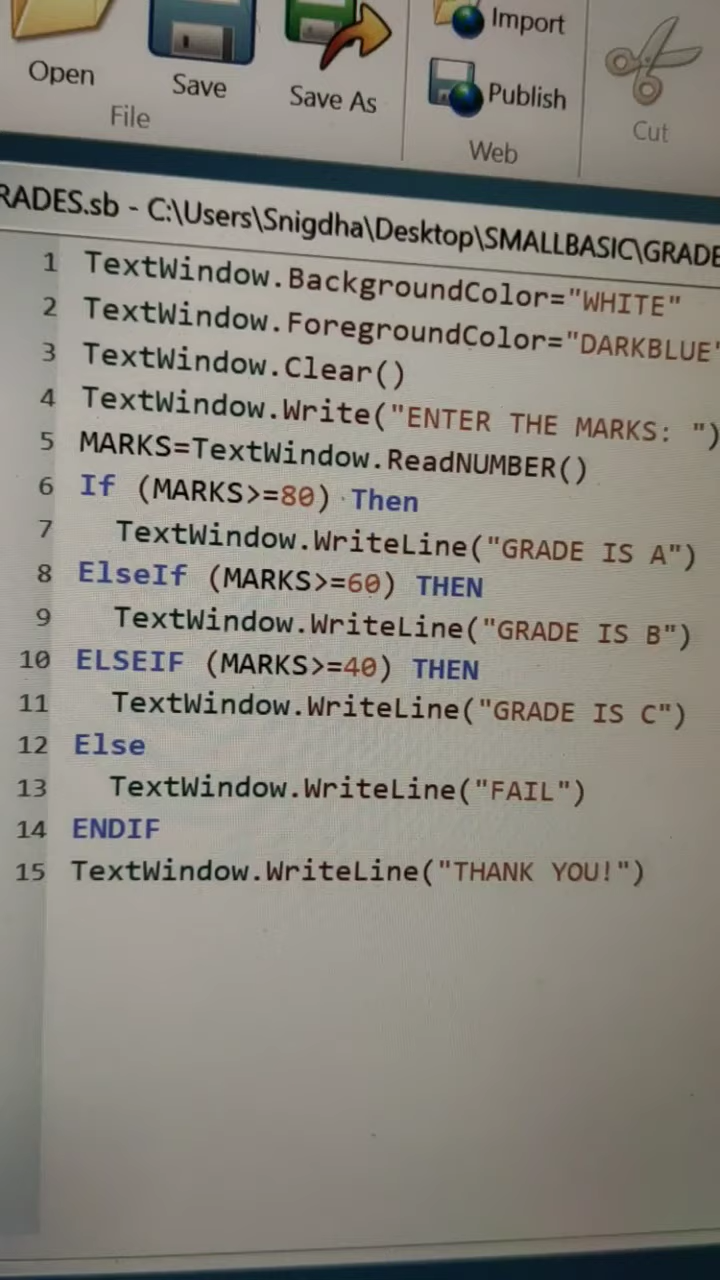 Open
Save
Save As
Import
Publish
Cut
File
Web
RADES.sb - C:\Users\Snigdha\Desktop\SMALLBASIC\GRADE
1 TextWindow.BackgroundColor="WHITE"
2 TextWindow.ForegroundColor="DARKBLUE"
3 TextWindow.Clear()
4 TextWindow.Write("ENTER THE MARKS: ")
5 MARKS=TextWindow.ReadNUMBER()
6 If (MARKS>=80) Then
7 TextWindow.WriteLine("GRADE IS A")
8 ElseIf (MARKS>=60) THEN
9 TextWindow.WriteLine("GRADE IS B")
10 ELSEIF (MARKS>=40) THEN
11 TextWindow.WriteLine("GRADE IS C")
12 Else
13 TextWindow.WriteLine("FAIL")
14 ENDIF
15 TextWindow.WriteLine("THANK YOU!")